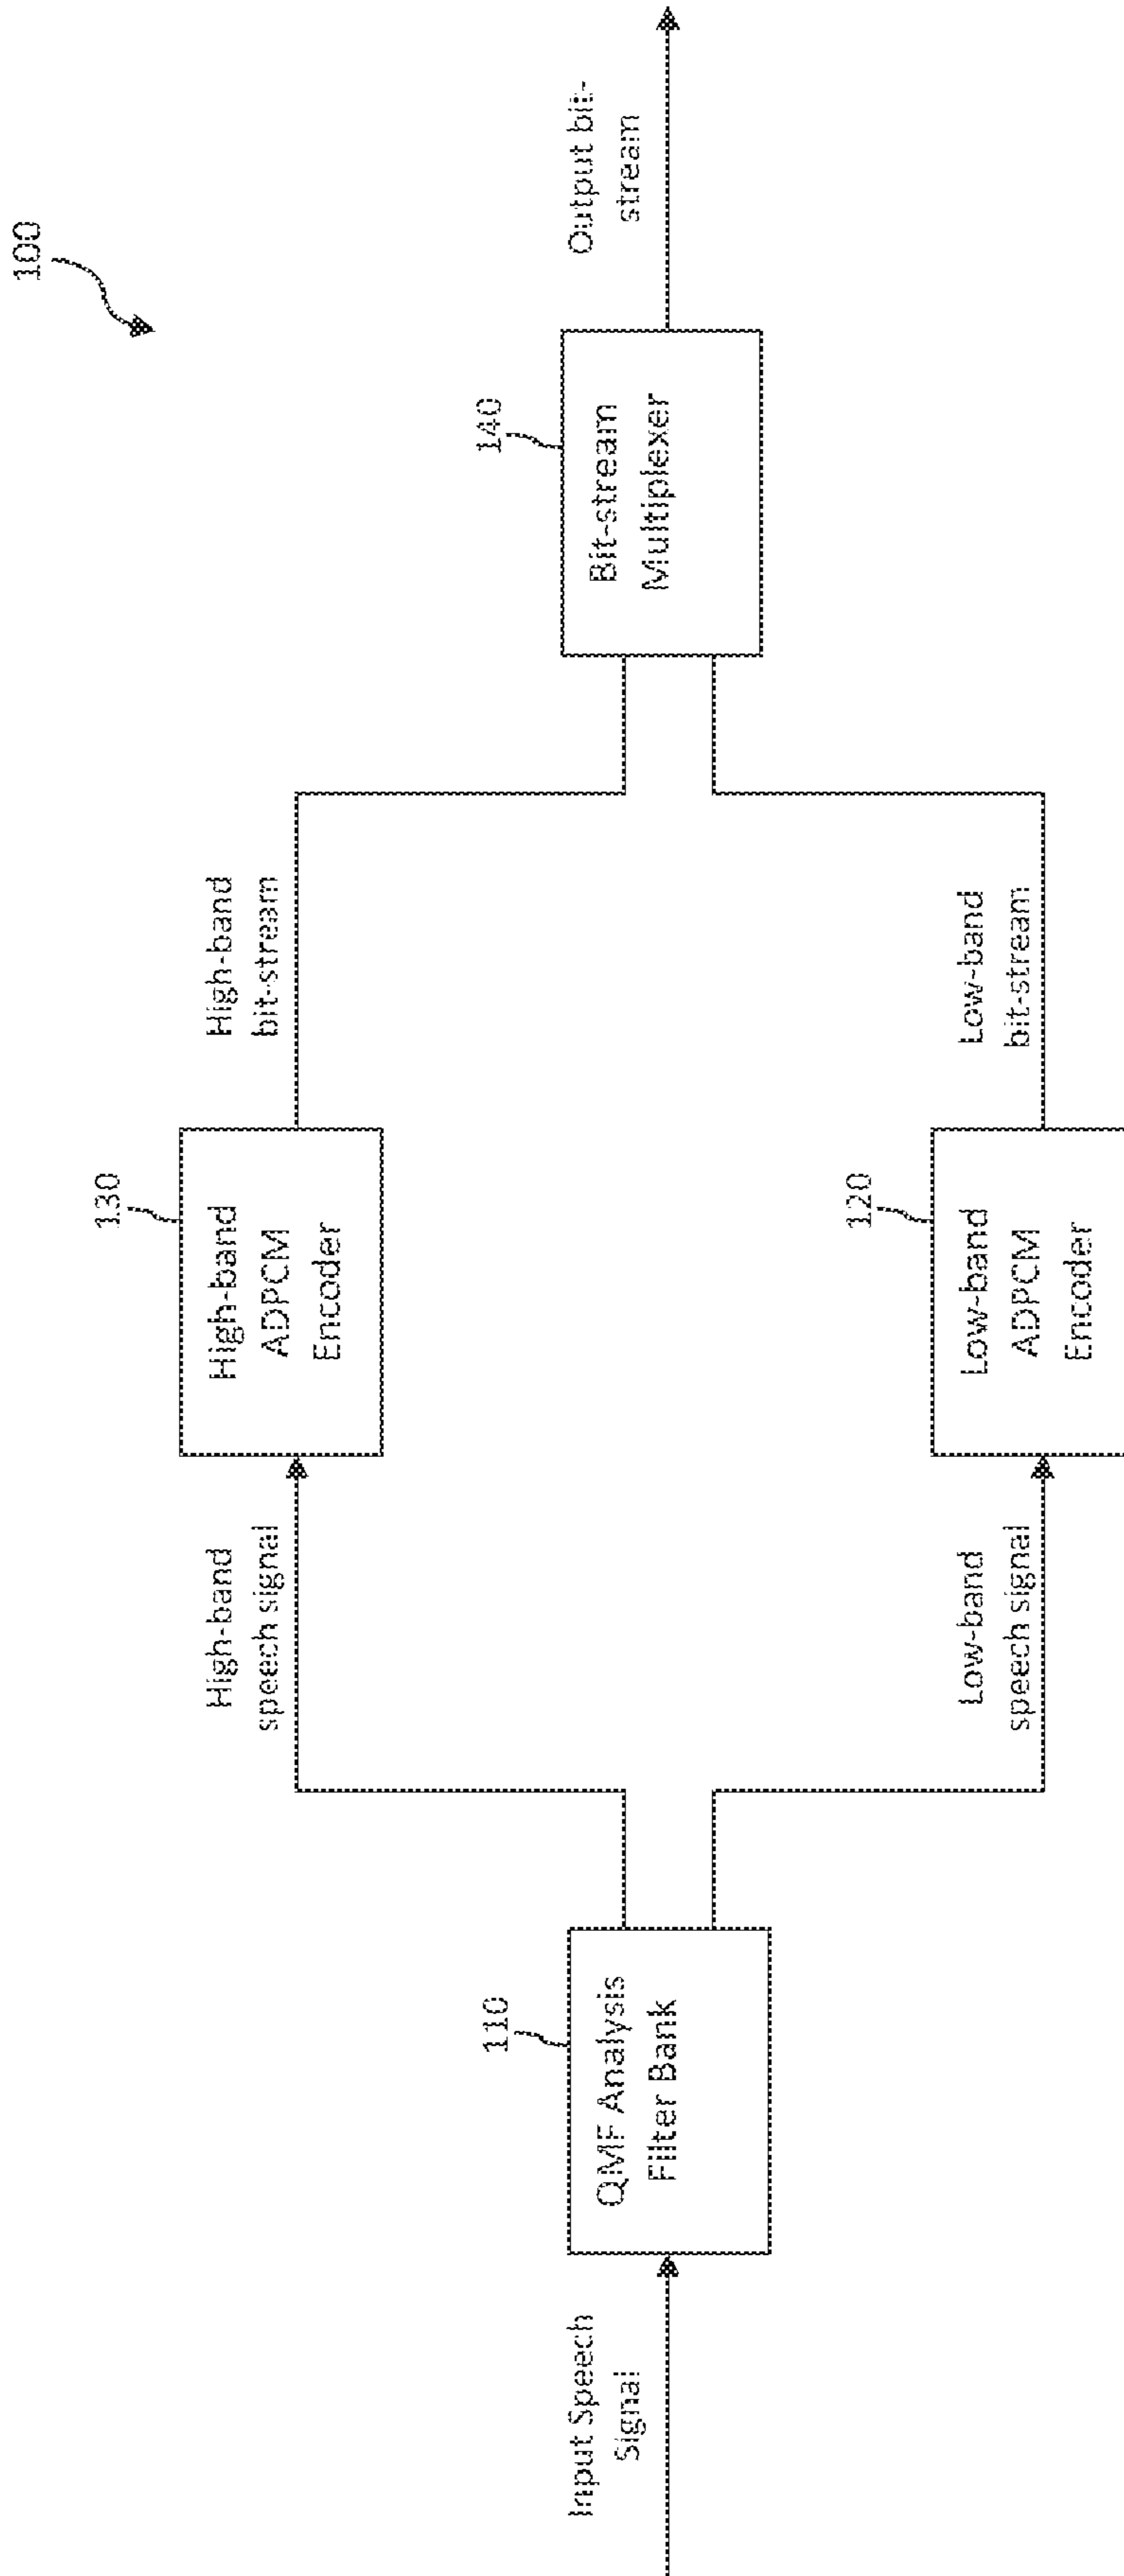 100
Input Speech
Signal
110
QMF Analysis
Filter Bank
High-band
speech signal
130
High-band
ADPCM
Encoder
High-band
bit-stream
Low-band
speech signal
120
Low-band
ADPCM
Encoder
Low-band
bit-stream
140
Bit-stream
Multiplexer
Output bit-
stream